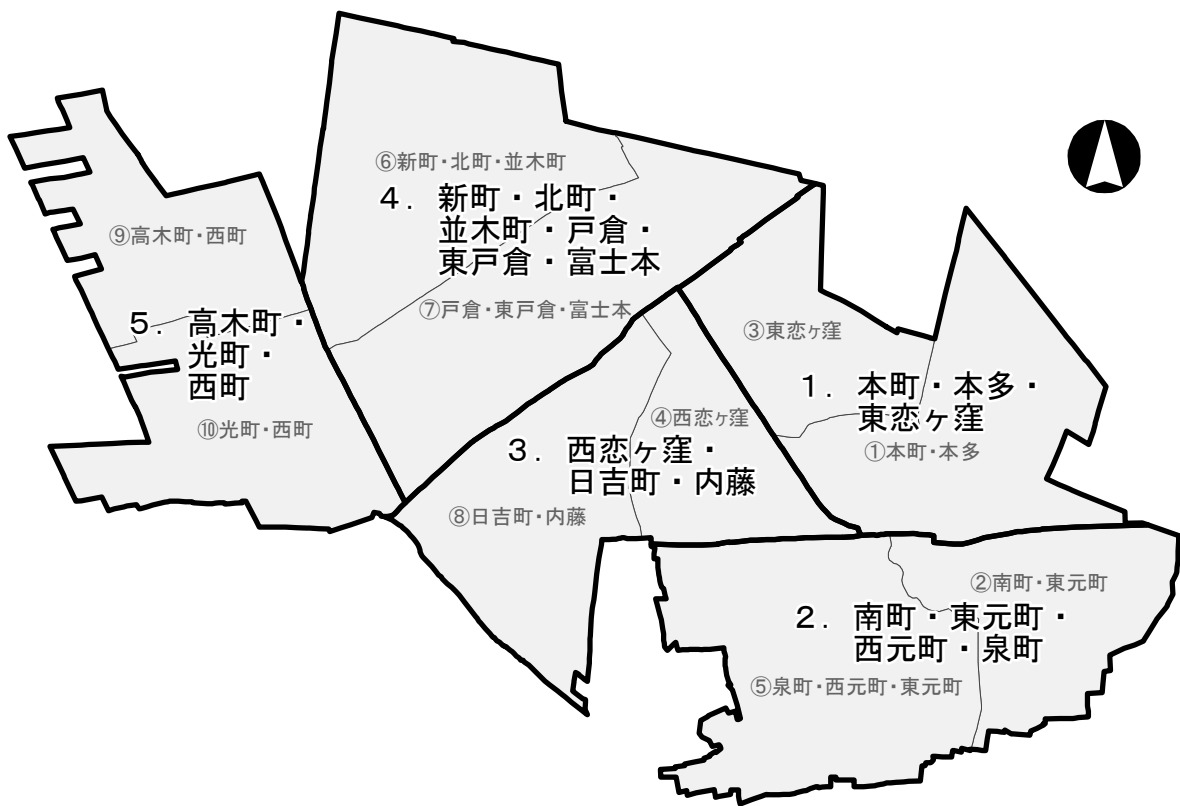 ⑥新町・北町・並木町
４．新町・北町・
並木町・戸倉・
東戸倉・富士本
⑦戸倉・東戸倉・富士本
⑨高木町・西町
５．高木町・
光町・
西町
⑩光町・西町
③東恋ヶ窪
１．本町・本多・
東恋ヶ窪
①本町・本多
④西恋ヶ窪
３．西恋ヶ窪・
日吉町・内藤
⑧日吉町・内藤
②南町・東元町
２．南町・東元町・
西元町・泉町
⑤泉町・西元町・東元町